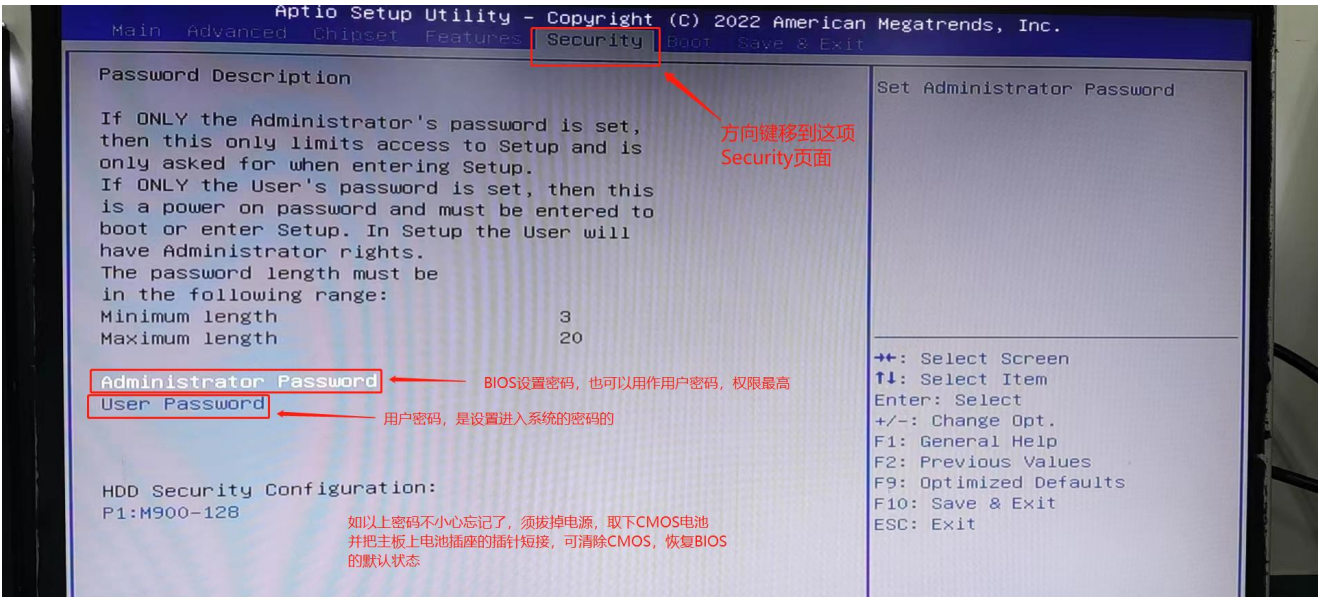 Aptio Setup Utility – Copyright (C) 2022 American Megatrends, Inc.
Main Advanced Chipset Features Security Boot Save & Exit
Password Description
If ONLY the Administrator's password is set,
then this only limits access to Setup and is
only asked for when entering Setup.
If ONLY the User's password is set, then this
is a power on password and must be entered to
boot or enter Setup. In Setup the User will
have Administrator rights.
The password length must be
in the following range:
Minimum length 3
Maximum length 20
Administrator Password
BIOS设置密码，也可以用作用户密码，权限最高
User Password
用户密码，是设置进入系统的密码的
HDD Security Configuration:
P1:M900-128
如以上密码不小心忘记了，须拔掉电源，取下CMOS电池
并把主板上电池插座的插针短接，可清除CMOS，恢复BIOS
的默认状态
方向键移到这项
Security页面
Set Administrator Password
→←: Select Screen
↑↓: Select Item
Enter: Select
+/-: Change Opt.
F1: General Help
F2: Previous Values
F9: Optimized Defaults
F10: Save & Exit
ESC: Exit